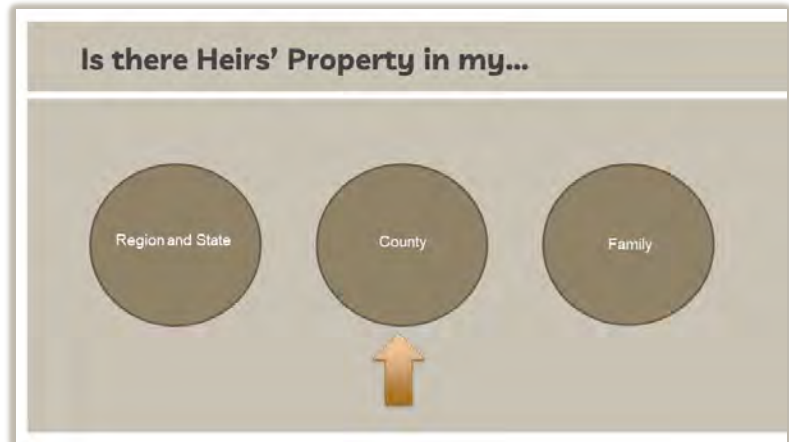 Is there Heirs’ Property in my...
Region and State
County
Family